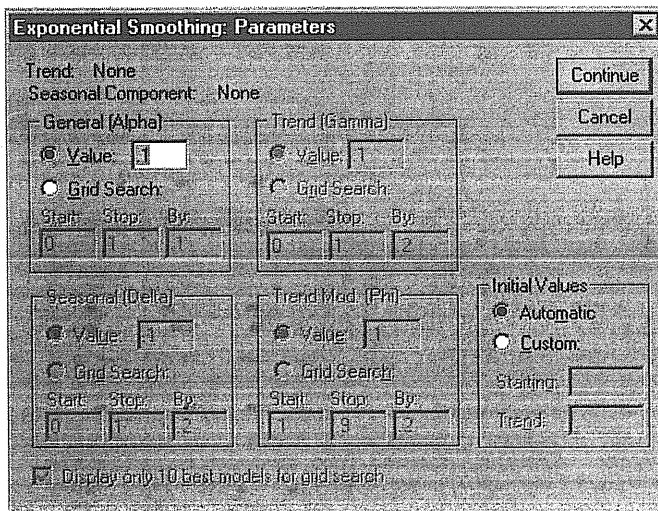 Exponential Smoothing: Parameters
Trend: None
Seasonal Component: None
Continue
Cancel
Help
General (Alpha)
Value: .1
Grid Search:
Start: Stop: By:
0 1 .1
Trend (Gamma)
Value: .1
Grid Search:
Start: Stop: By:
0 1 .2
Seasonal (Delta)
Value: .1
Grid Search:
Start: Stop: By:
0 1 .2
Trend Mod. (Phi)
Value: .1
Grid Search:
Start: Stop: By:
.1 .9 .2
Initial Values
Automatic
Custom:
Starting:
Trend:
Display only 10 best models for grid search